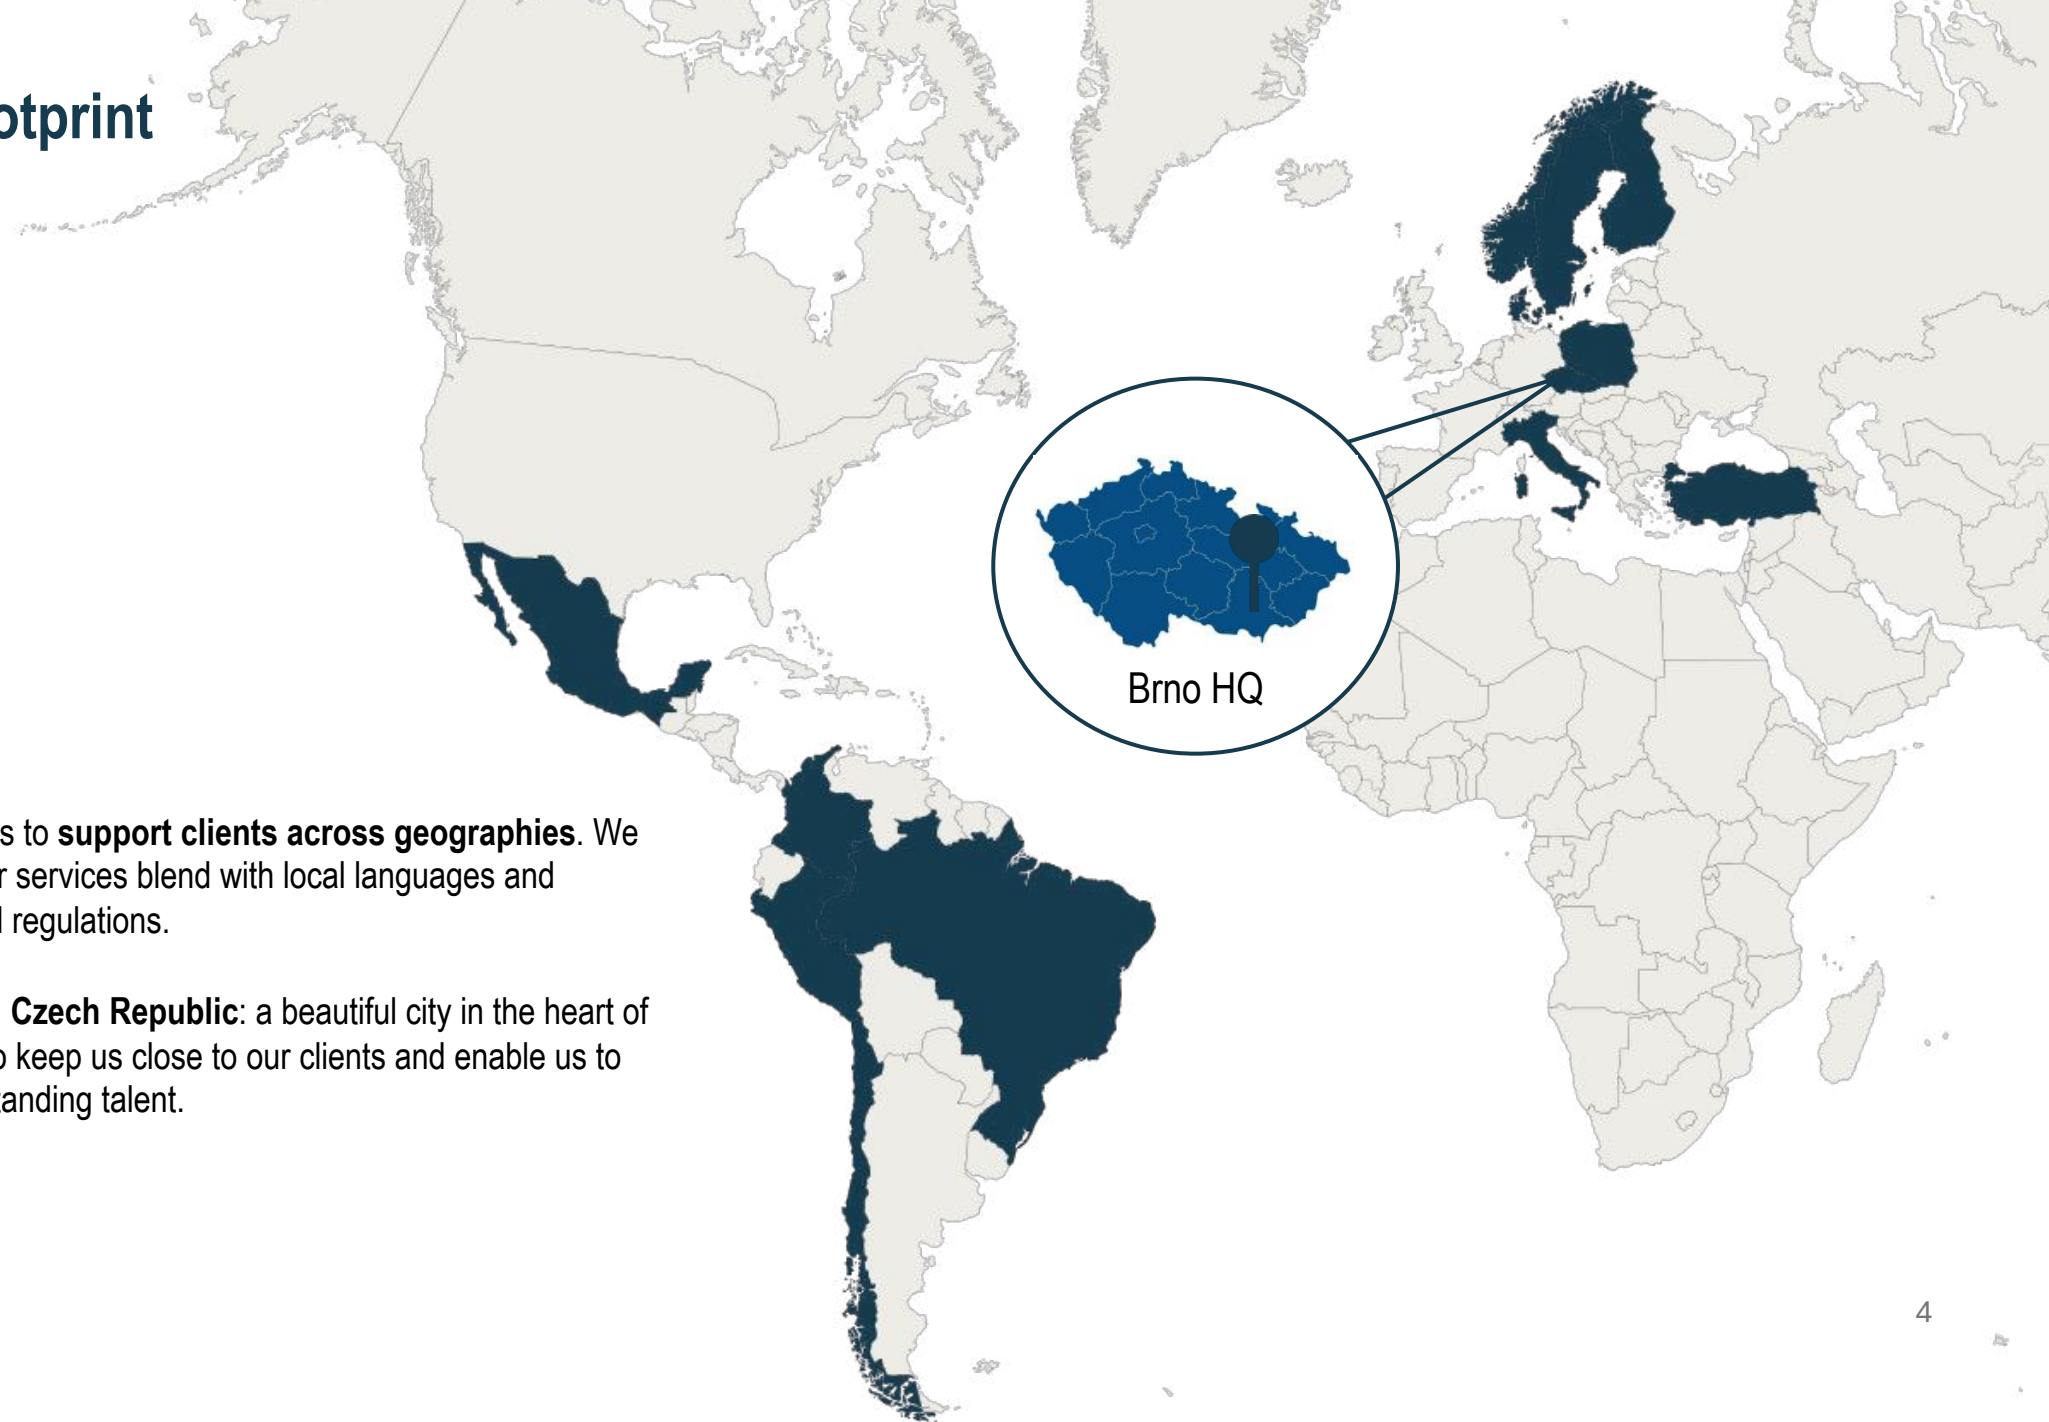 otprint
Brno HQ
s to support clients across geographies. We
r services blend with local languages and
l regulations.
Czech Republic: a beautiful city in the heart of
o keep us close to our clients and enable us to
tanding talent.
4